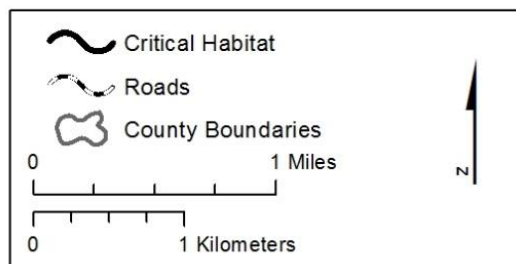 Critical Habitat
Roads
County Boundaries
0 1 Miles
0 1 Kilometers
N